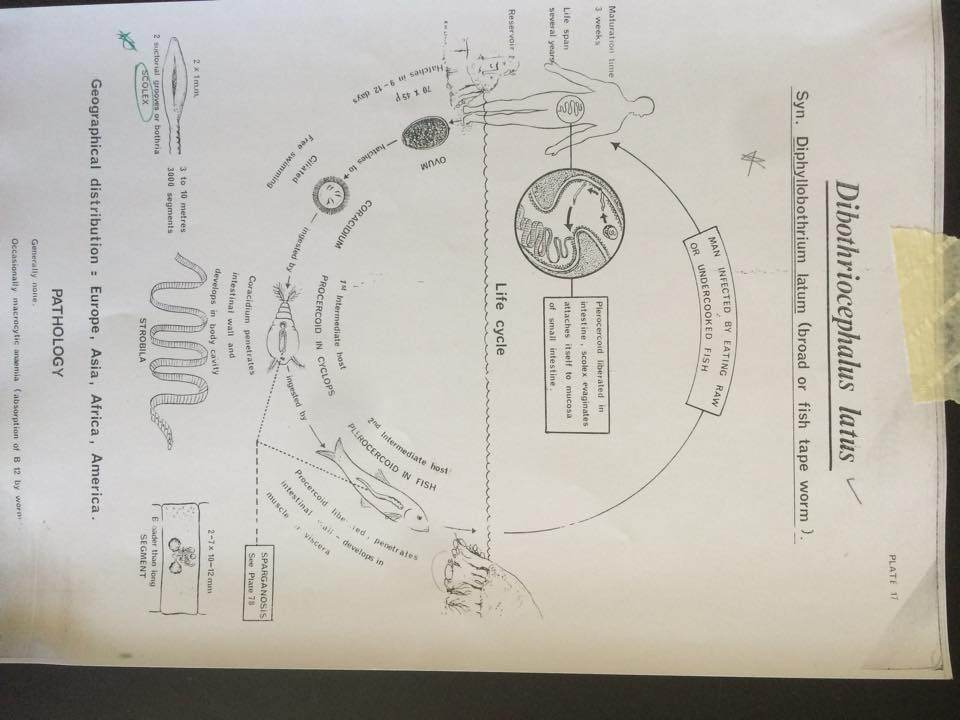 PLATE 17
Dibothriocephalus latus
Syn. Diphyllobothrium latum (broad or fish tape worm).
MAN INFECTED BY EATING RAW
OR UNDERCOOKED FISH
Maturation time
3 weeks
Life span
several years
Reservoir
Plerocercoid liberated in
intestine, scolex evaginates
attaches itself to mucosa
of small intestine.
Life cycle
70 x 45 µ
Hatches in 9 - 12 days
OVUM
hatches to
CORACIDIUM
Ciliated
Free swimming
ingested by
1st Intermediate host
PROCERCOID IN CYCLOPS
Coracidium penetrates
intestinal wall and
develops in body cavity
ingested by
2nd Intermediate host
PLEROCERCOID IN FISH
Procercoid penetrates
intestinal - develops in
muscle or viscera
SPARGANOSIS
See Plate 78
2 x 1 mm.
2 suctorial grooves or bothria
SCOLEX
3 to 10 metres
3000 segments
STROBILA
2-7 x 10-12 mm
Broader than long
SEGMENT
Geographical distribution = Europe, Asia, Africa, America.
PATHOLOGY
Generally none.
Occasionally macrocytic anaemia (absorption of B 12 by worm